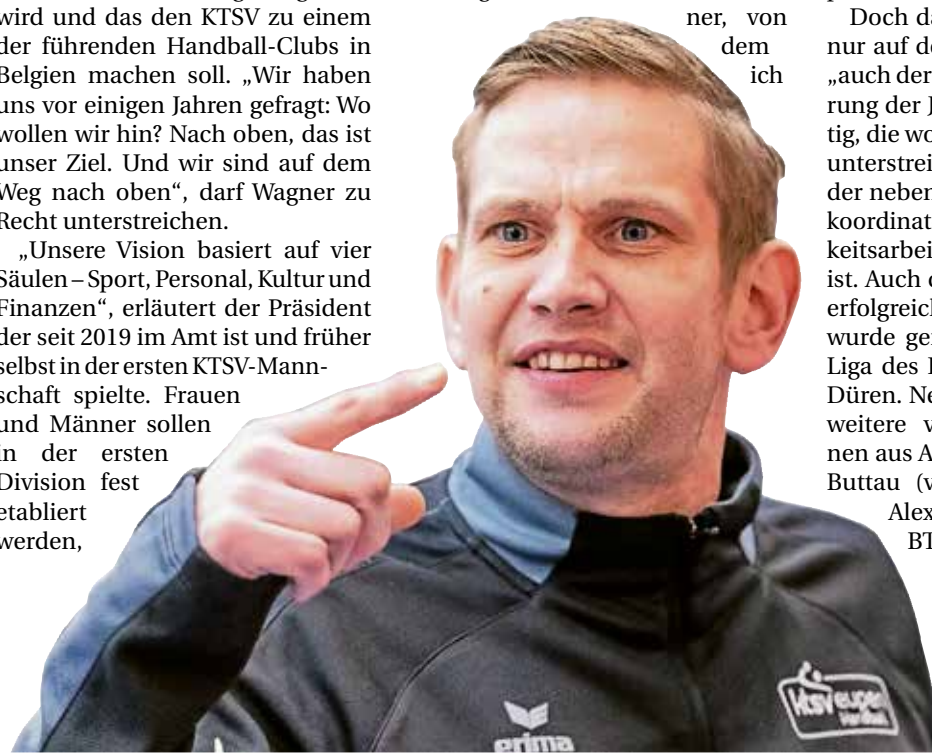 wird und das den KTSV zu einem
der führenden Handball-Clubs in
Belgien machen soll. „Wir haben
uns vor einigen Jahren gefragt: Wo
wollen wir hin? Nach oben, das ist
unser Ziel. Und wir sind auf dem
Weg nach oben“, darf Wagner zu
Recht unterstreichen.
„Unsere Vision basiert auf vier
Säulen – Sport, Personal, Kultur und
Finanzen“, erläutert der Präsident
der seit 2019 im Amt ist und früher
selbst in der ersten KTSV-Mann-
schaft spielte. Frauen
und Männer sollen
in der ersten
Division fest
etabliert
werden,
ner, von
dem
ich
Doch da
nur auf de
„auch der
rung der J
tig, die wo
unterstrei
der neben
koordinat
keitsarbei
ist. Auch d
erfolgreich
wurde ge
Liga des
Düren. Ne
weitere v
nen aus A
Buttau (v
Alex
BT
erima
ktsv eupen
Handball